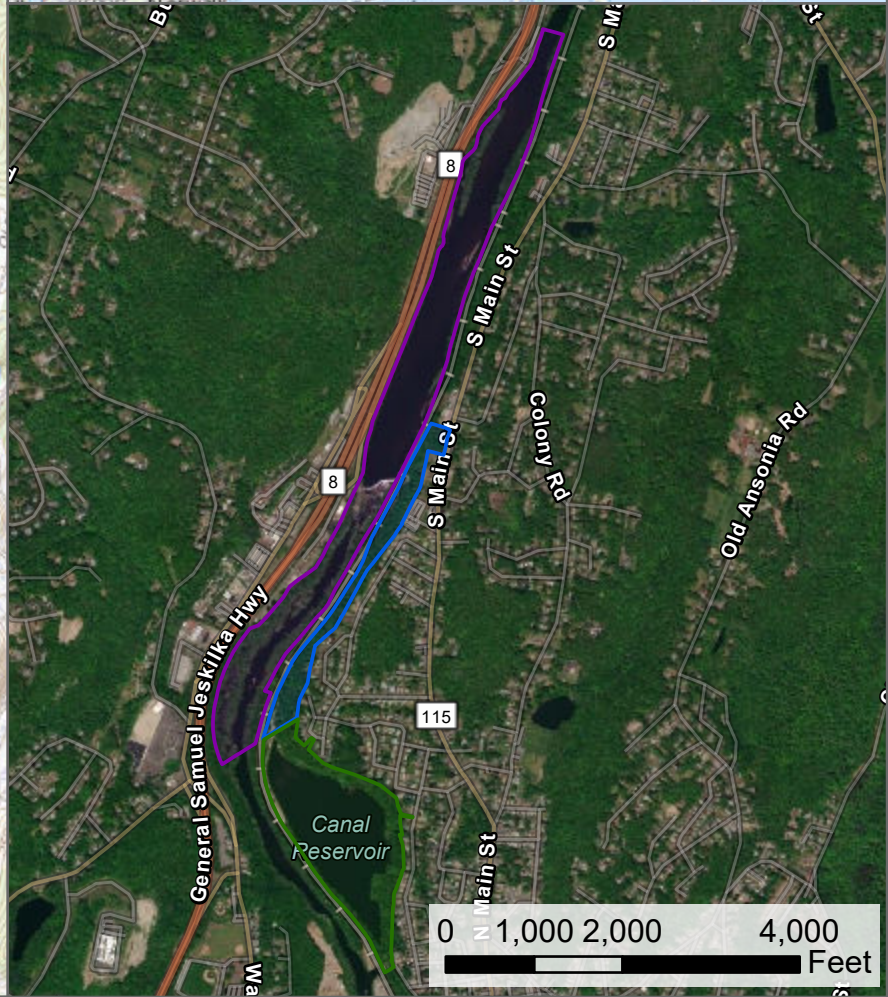 S Main St
8
S Main St
Colony Rd
S Main St
8
Old Ansonia Rd
General Samuel Jeskilka Hwy
115
Canal
Reservoir
N Main St
0 1,000 2,000 4,000
Feet